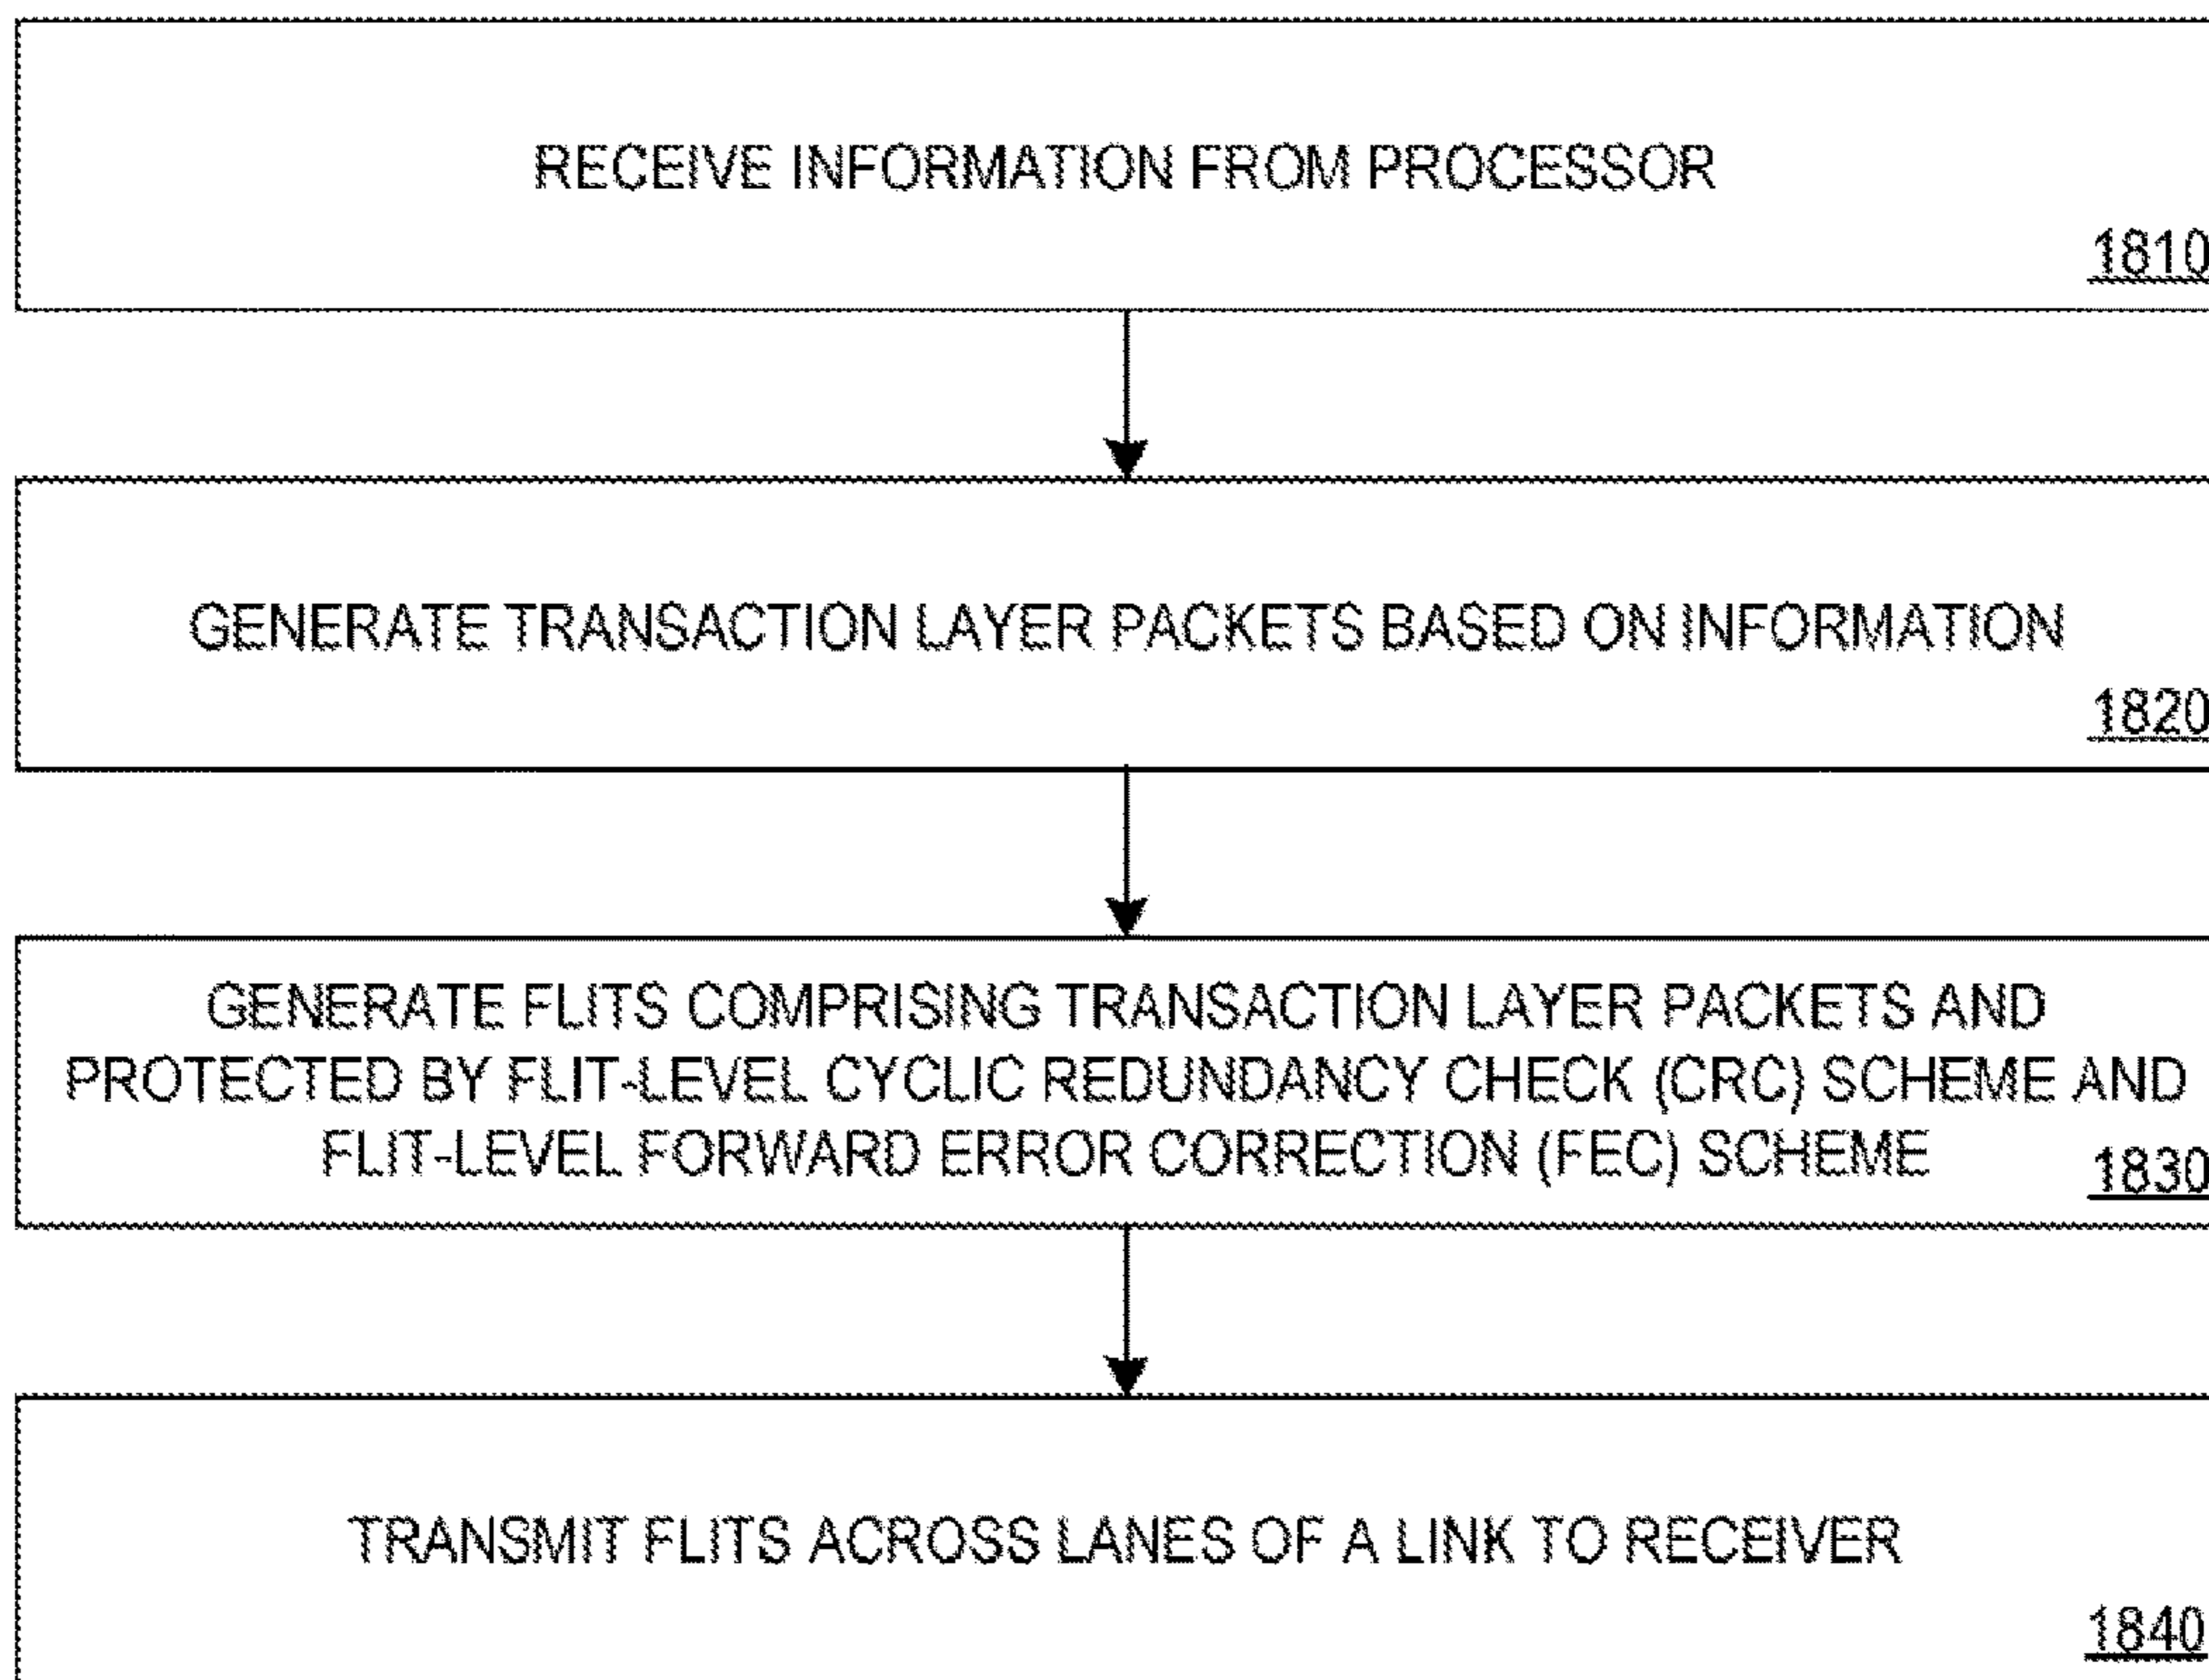 RECEIVE INFORMATION FROM PROCESSOR
1810
GENERATE TRANSACTION LAYER PACKETS BASED ON INFORMATION
1820
GENERATE FLITS COMPRISING TRANSACTION LAYER PACKETS AND
PROTECTED BY FLIT-LEVEL CYCLIC REDUNDANCY CHECK (CRC) SCHEME AND
FLIT-LEVEL FORWARD ERROR CORRECTION (FEC) SCHEME
1830
TRANSMIT FLITS ACROSS LANES OF A LINK TO RECEIVER
1840